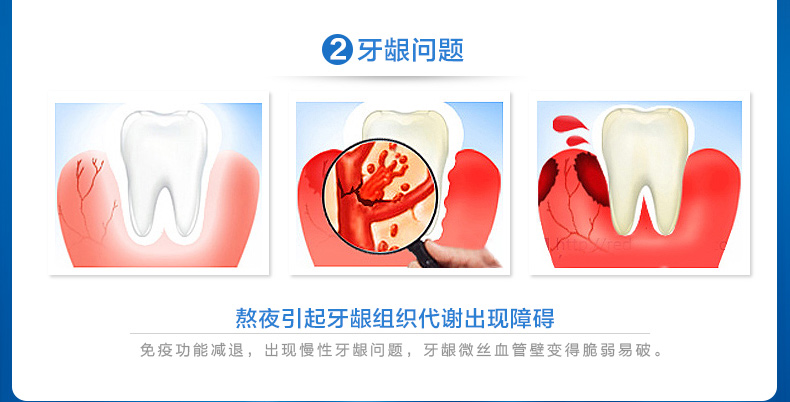 2 牙龈问题
熬夜引起牙龈组织代谢出现障碍
免疫功能减退，出现慢性牙龈问题，牙龈微丝血管壁变得脆弱易破。